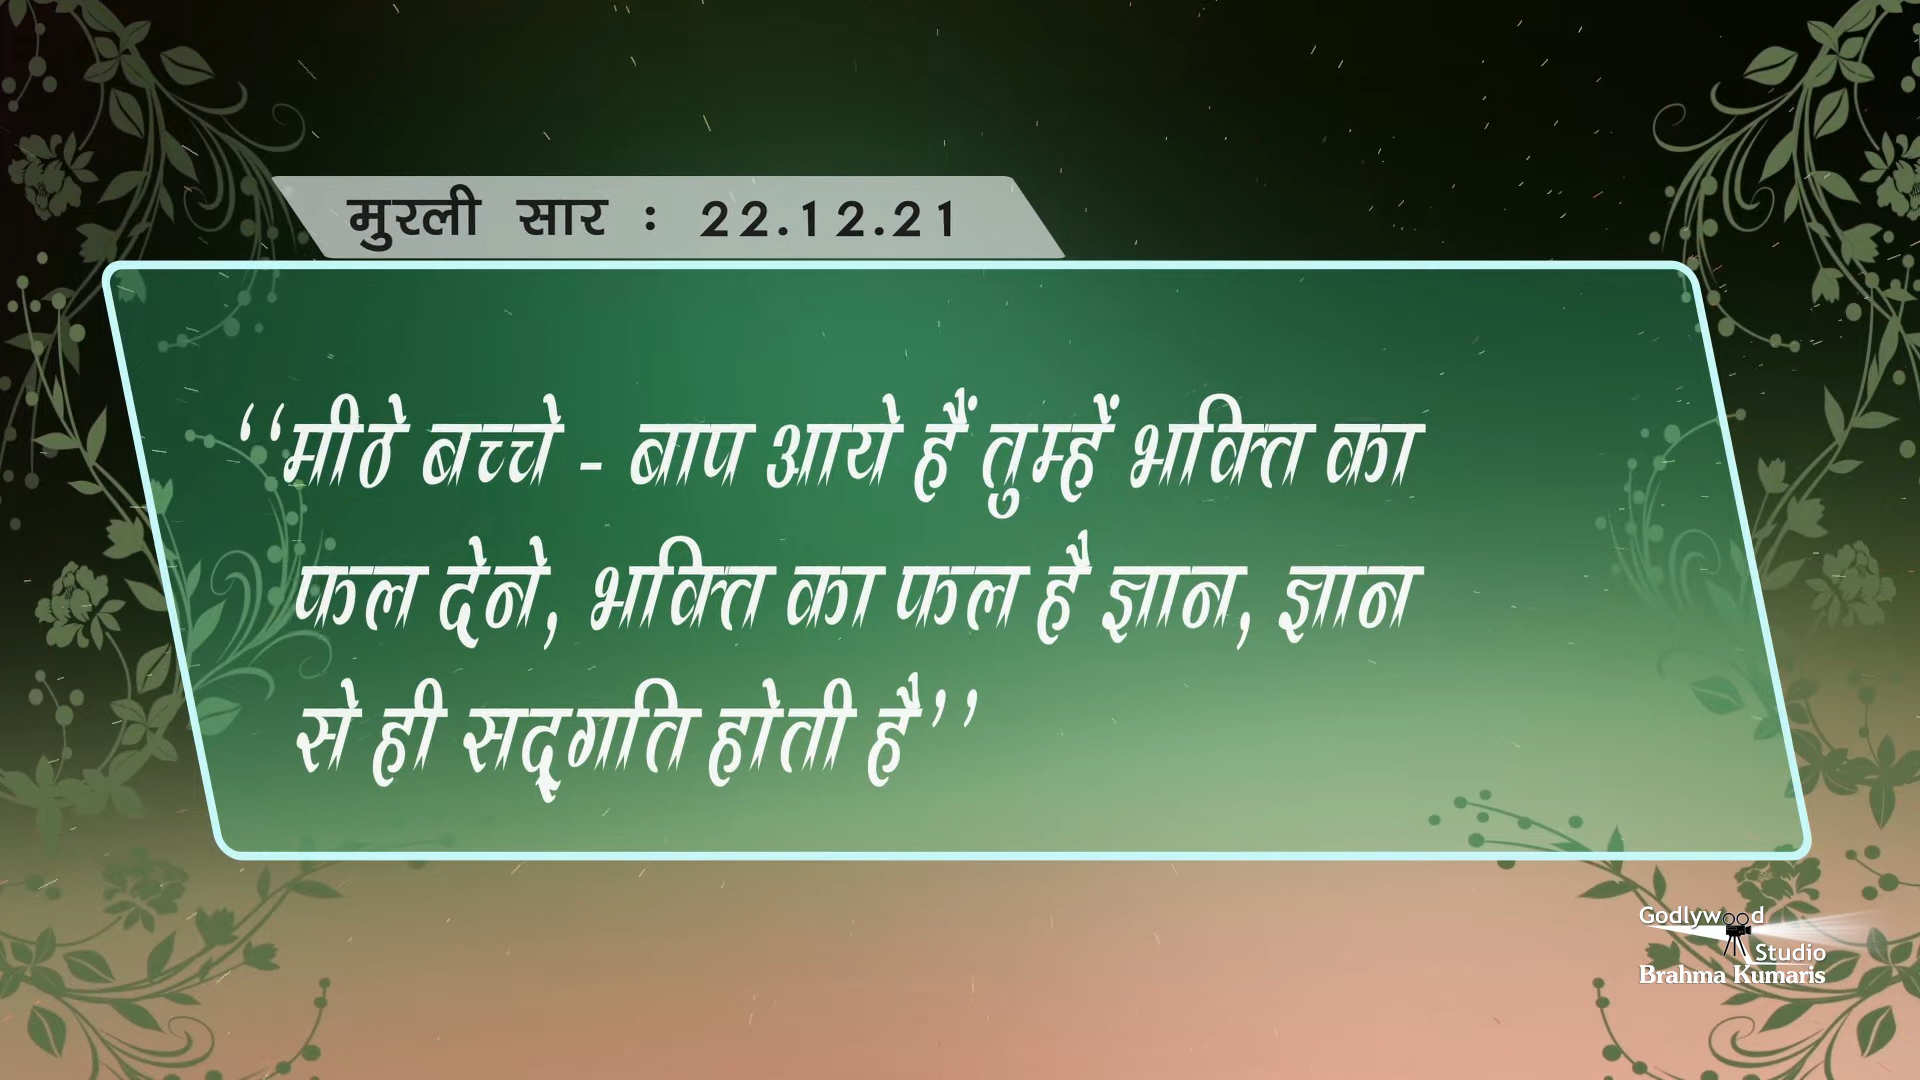 मुरली सार : 22.12.21
“मीठे बच्चे - बाप आये हैं तुम्हें भक्ति का
फल देने, भक्ति का फल है ज्ञान, ज्ञान
से ही सद्गति होती है”
Godlywood
Studio
Brahma Kumaris